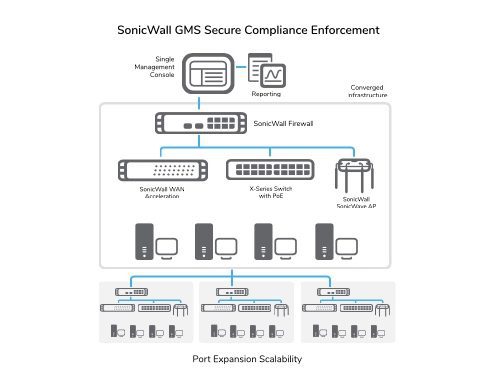 SonicWall GMS Secure Compliance Enforcement
Single
Management
Console
Reporting
Converged
infrastructure
SonicWall Firewall
SonicWall WAN
Acceleration
X-Series Switch
with PoE
SonicWall
SonicWave AP
Port Expansion Scalability